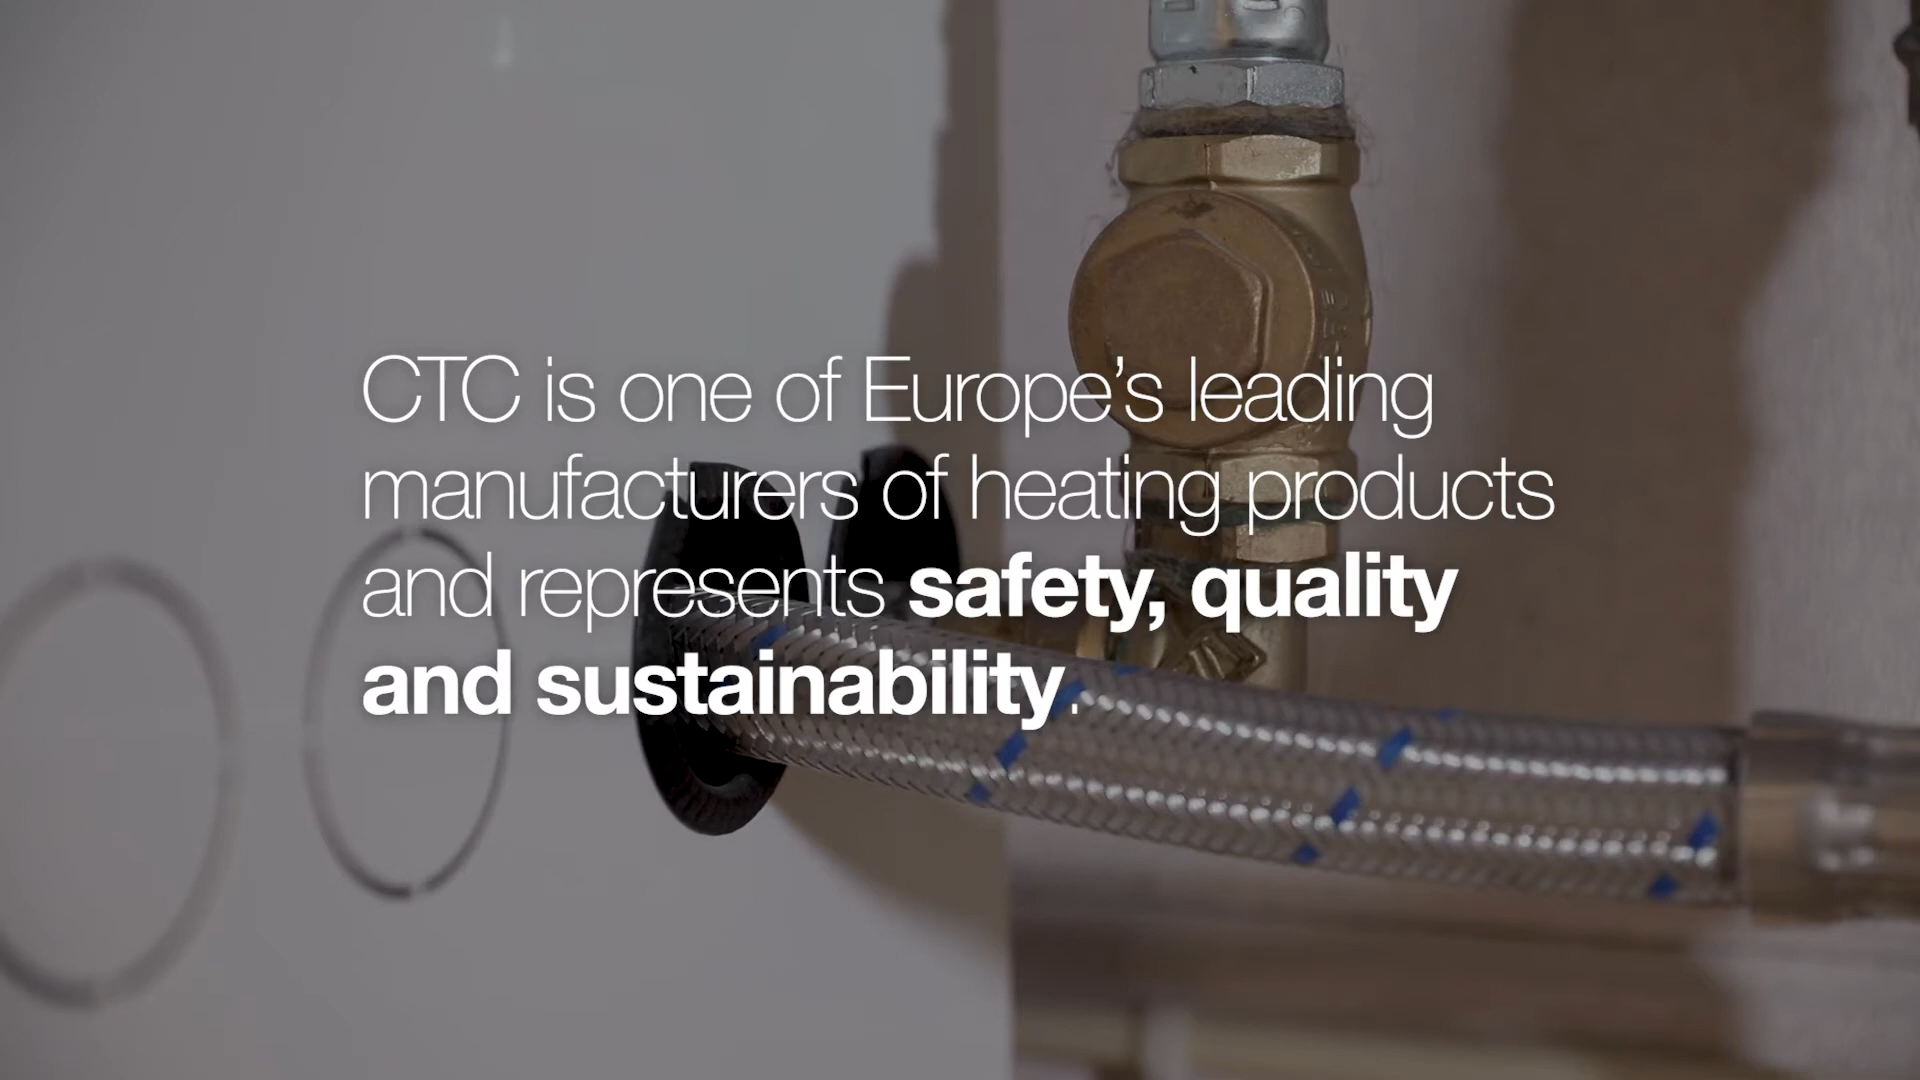 CTC is one of Europe’s leading
manufacturers of heating products
and represents safety, quality
and sustainability.